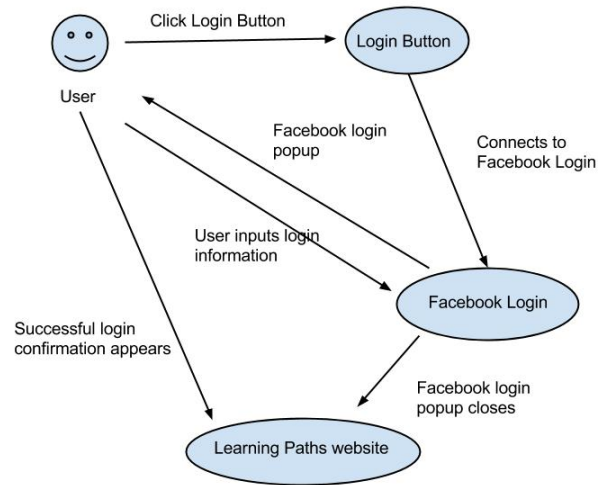 Click Login Button
Login Button
User
Facebook login
popup
Connects to
Facebook Login
User inputs login
information
Facebook Login
Successful login
confirmation appears
Facebook login
popup closes
Learning Paths website